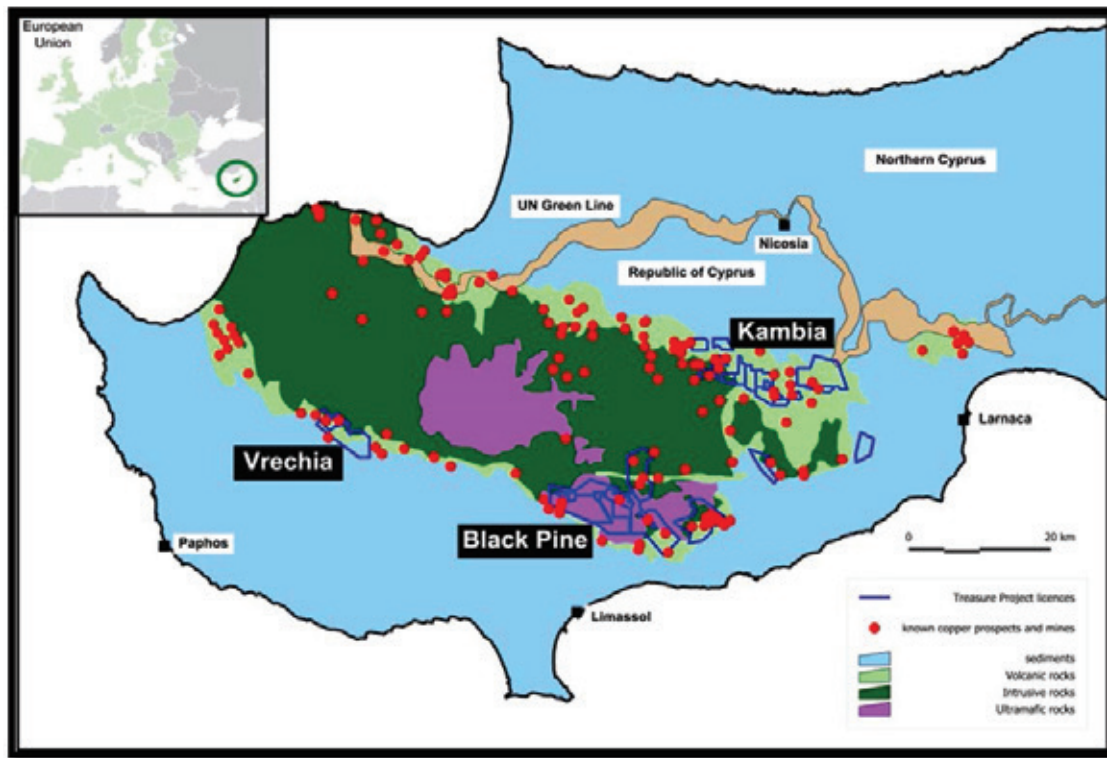 European
Union
Northern Cyprus
UN Green Line
Nicosia
Republic of Cyprus
Kambia
Larnaca
Vrechia
Black Pine
Paphos
0 20 km
Limassol
Treasure Project licences
known copper prospects and mines
sediments
Volcanic rocks
Intrusive rocks
Ultramafic rocks